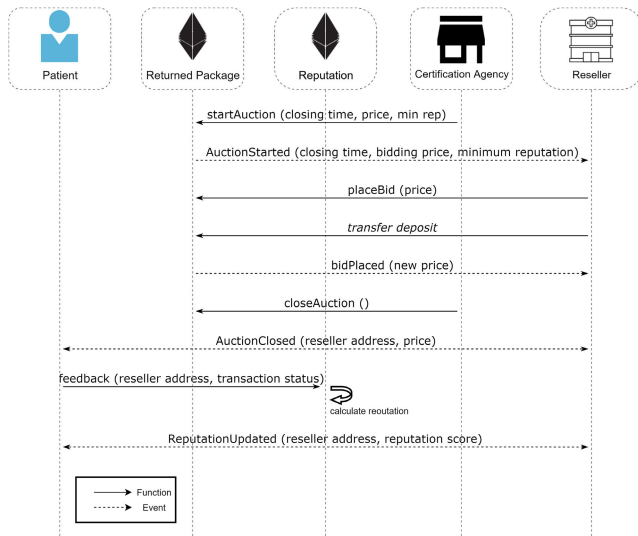 Patient
Returned Package
Reputation
Certification Agency
Reseller
startAuction (closing time, price, min rep)
AuctionStarted (closing time, bidding price, minimum reputation)
placeBid (price)
transfer deposit
bidPlaced (new price)
closeAuction ()
AuctionClosed (reseller address, price)
feedback (reseller address, transaction status)
calculate reoutation
ReputationUpdated (reseller address, reputation score)
Function
Event